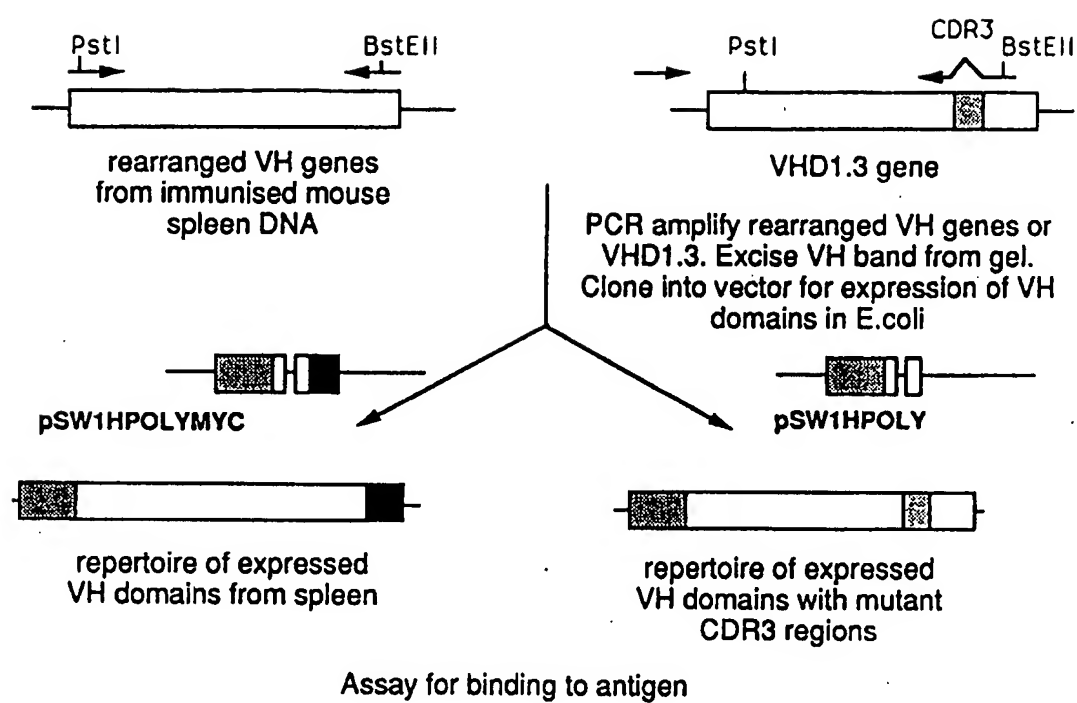 PstI
BstEII
rearranged VH genes
from immunised mouse
spleen DNA
PstI
CDR3
BstEII
VHD1.3 gene
PCR amplify rearranged VH genes or
VHD1.3. Excise VH band from gel.
Clone into vector for expression of VH
domains in E.coli
pSW1HPOLYMYC
pSW1HPOLY
repertoire of expressed
VH domains from spleen
repertoire of expressed
VH domains with mutant
CDR3 regions
Assay for binding to antigen